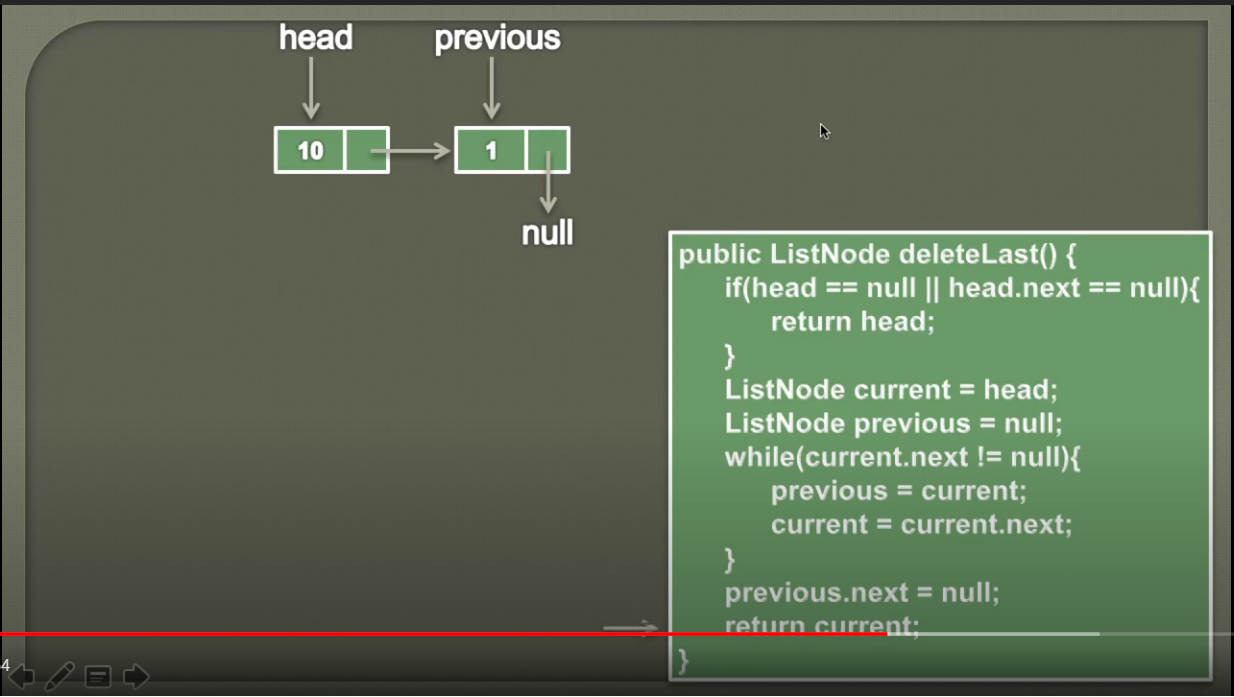 head previous
10 1
null
public ListNode deleteLast() {
if(head == null || head.next == null){
return head;
}
ListNode current = head;
ListNode previous = null;
while(current.next != null){
previous = current;
current = current.next;
}
previous.next = null;
return current;
}
4